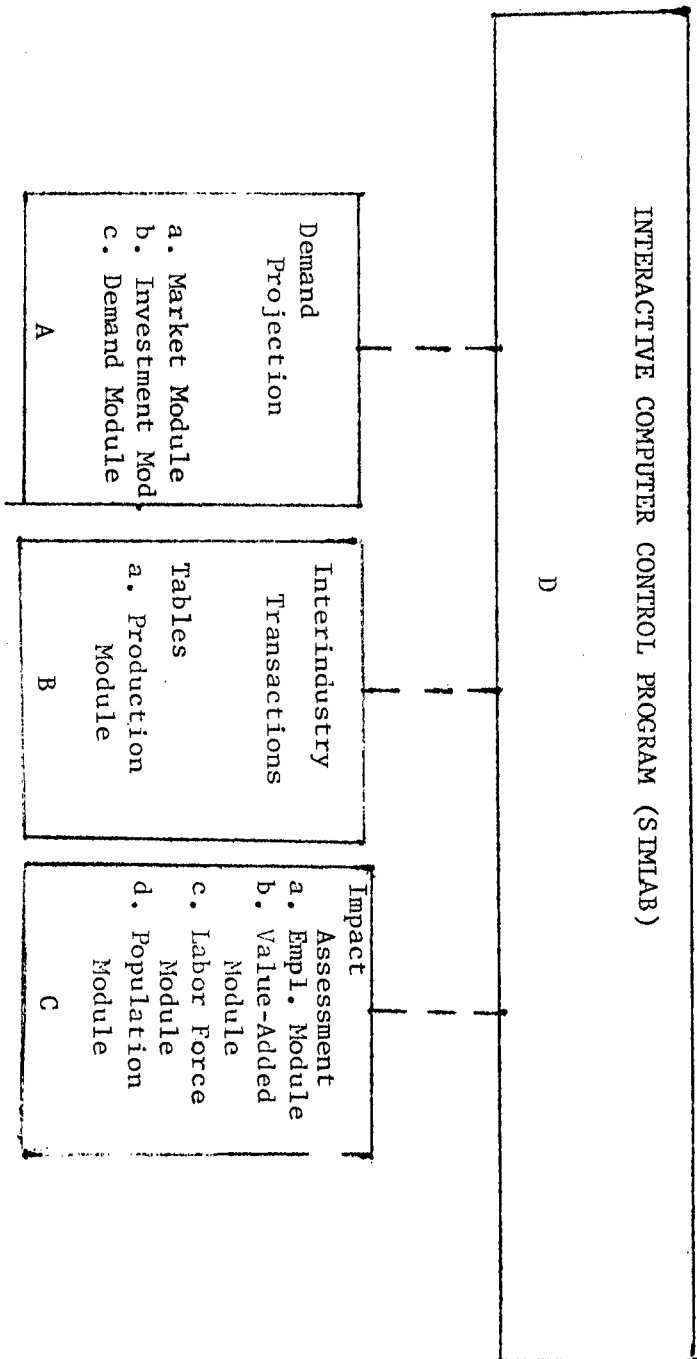 INTERACTIVE COMPUTER CONTROL PROGRAM (SIMLAB)
D
Demand
Projection
a. Market Module
b. Investment Mod
c. Demand Module
A
Interindustry
Transactions
Tables
a. Production
Module
B
Impact
Assessment
a. Empl. Module
b. Value-Added
Module
c. Labor Force
Module
d. Population
Module
C